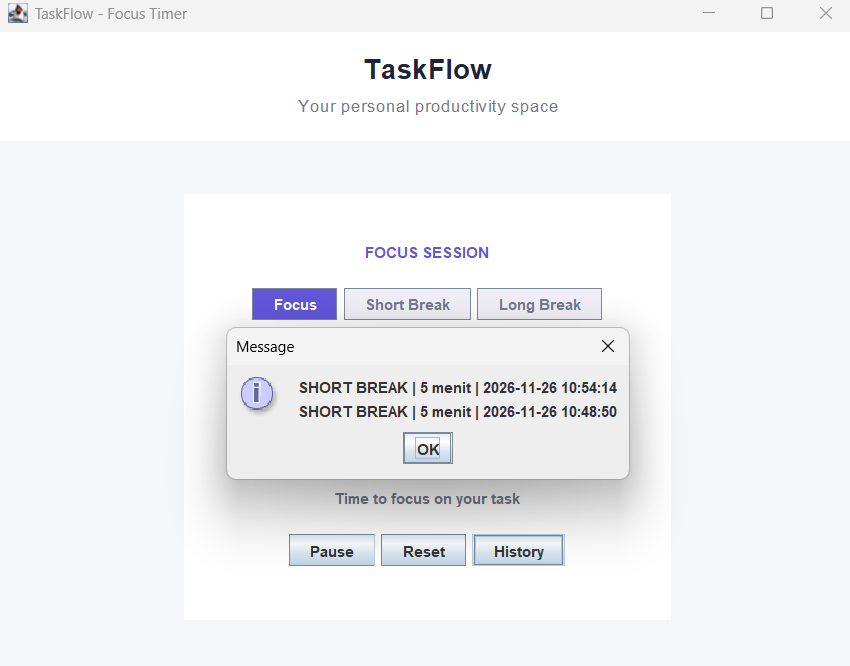 TaskFlow - Focus Timer
TaskFlow
Your personal productivity space
FOCUS SESSION
Focus Short Break Long Break
Message
SHORT BREAK | 5 menit | 2026-11-26 10:54:14
SHORT BREAK | 5 menit | 2026-11-26 10:48:50
OK
Time to focus on your task
Pause Reset History